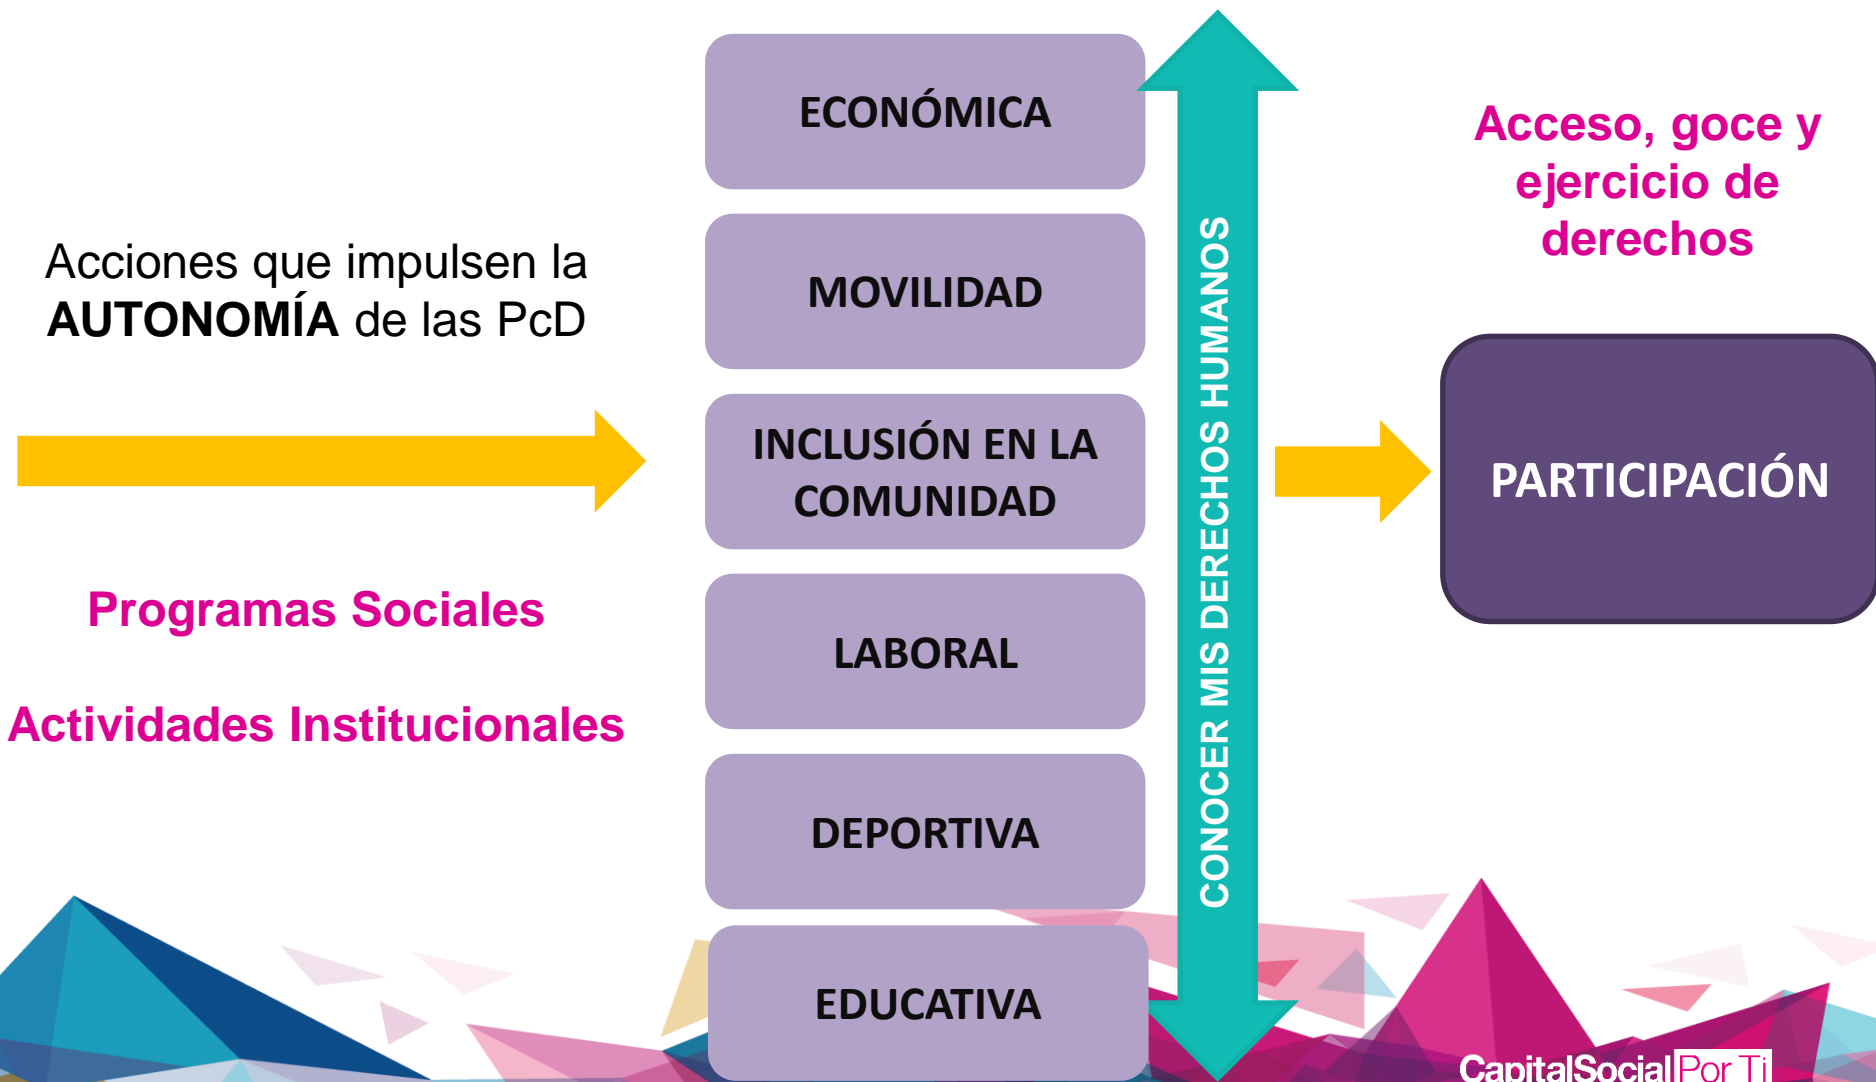 Acciones que impulsen la
AUTONOMÍA de las PcD
Programas Sociales
Actividades Institucionales
ECONÓMICA
MOVILIDAD
INCLUSIÓN EN LA
COMUNIDAD
LABORAL
DEPORTIVA
EDUCATIVA
CONOCER MIS DERECHOS HUMANOS
Acceso, goce y
ejercicio de
derechos
PARTICIPACIÓN
CapitalSocial Por Ti